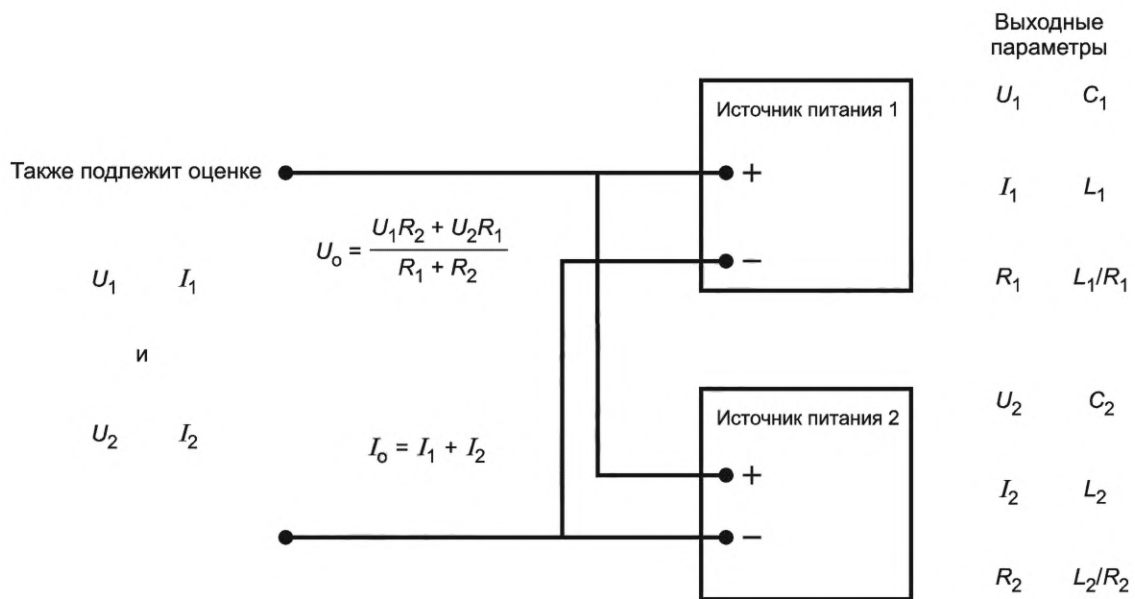 Выходные
параметры
Источник питания 1
U₁ C₁
Также подлежит оценке
+
I₁ L₁
Uₒ = (U₁R₂ + U₂R₁) / (R₁ + R₂)
−
U₁ I₁
R₁ L₁/R₁
и
Источник питания 2
U₂ C₂
U₂ I₂
Iₒ = I₁ + I₂
+
I₂ L₂
−
R₂ L₂/R₂